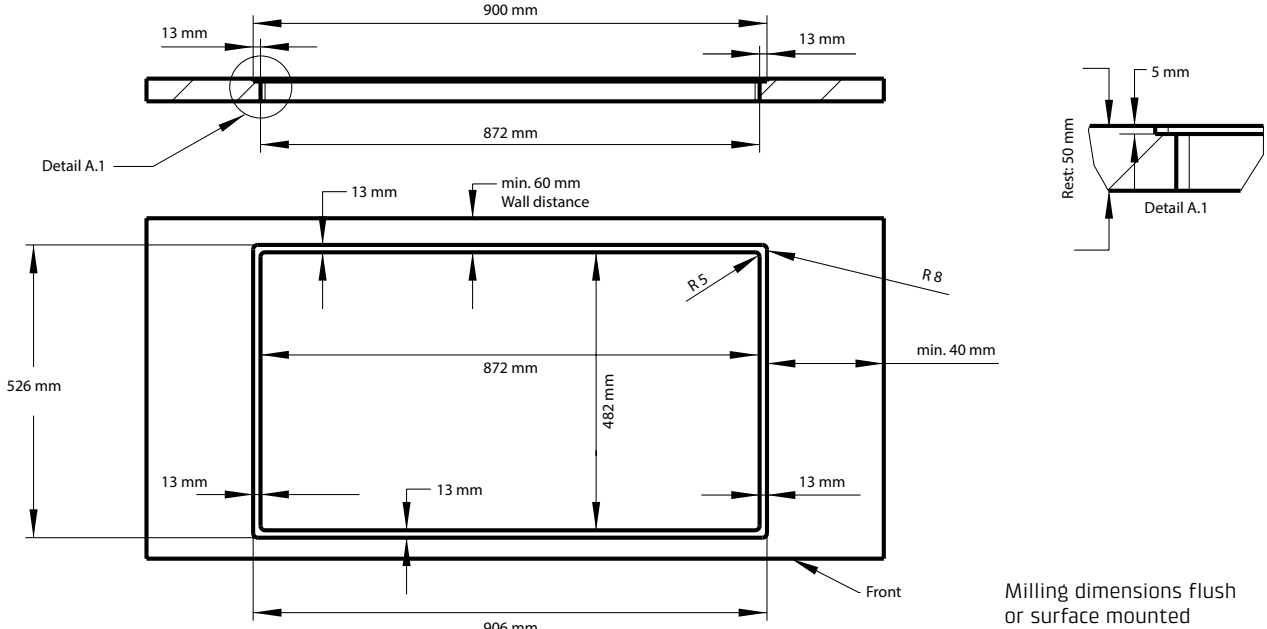 900 mm
13 mm
13 mm
5 mm
872 mm
Rest: 50 mm
Detail A.1
Detail A.1
13 mm
min. 60 mm
Wall distance
R 5
R 8
872 mm
min. 40 mm
526 mm
482 mm
13 mm
13 mm
13 mm
Front
Milling dimensions flush
or surface mounted
906 mm